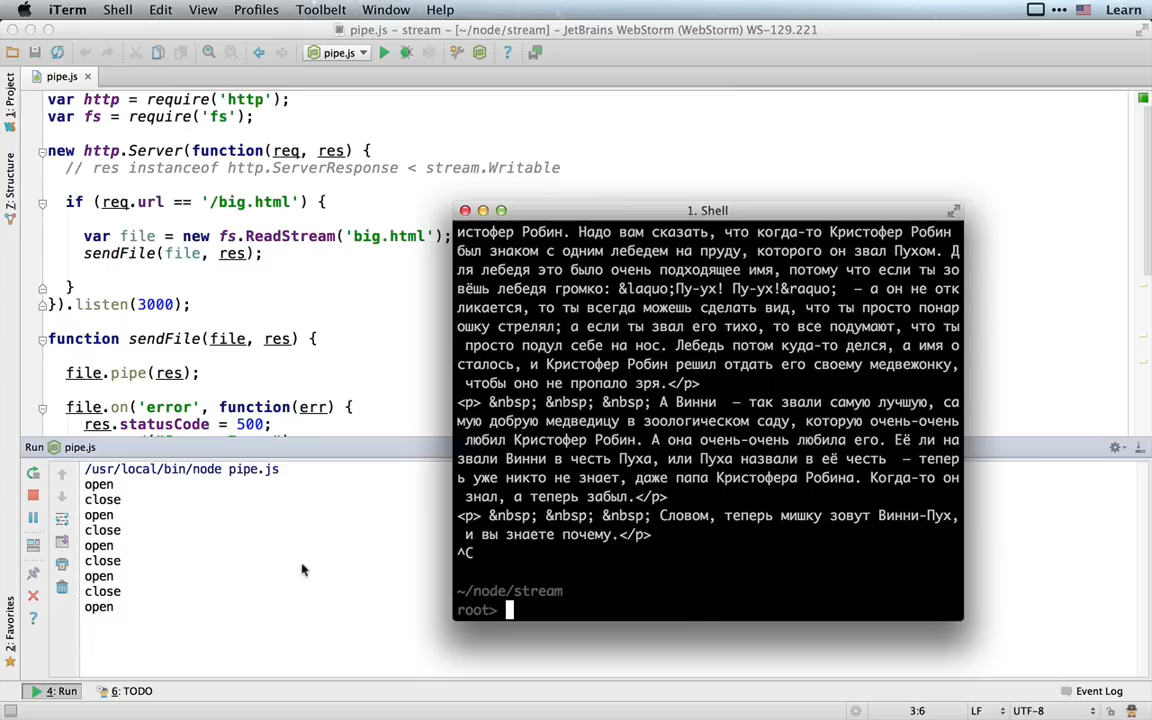 iTerm Shell Edit View Profiles Toolbelt Window Help Learn
pipe.js - stream - [~/node/stream] - JetBrains WebStorm (WebStorm) WS-129.221
pipe.js
pipe.js
1: Project
Z: Structure
2: Favorites
var http = require('http');
var fs = require('fs');
new http.Server(function(req, res) {
// res instanceof http.ServerResponse < stream.Writable
if (req.url == '/big.html') {
var file = new fs.ReadStream('big.html');
sendFile(file, res);
}
}).listen(3000);
function sendFile(file, res) {
file.pipe(res);
file.on('error', function(err) {
res.statusCode = 500;
Run pipe.js
/usr/local/bin/node pipe.js
open
close
open
close
open
close
open
close
open
1. Shell
истофер Робин. Надо вам сказать, что когда-то Кристофер Робин
был знаком с одним лебедем на пруду, которого он звал Пухом. Д
ля лебедя это было очень подходящее имя, потому что если ты зо
вёшь лебедя громко: &laquo;Пу-ух! Пу-ух!&raquo; — а он не отк
ликается, то ты всегда можешь сделать вид, что ты просто понар
ошку стрелял; а если ты звал его тихо, то все подумают, что ты
просто подул себе на нос. Лебедь потом куда-то делся, а имя о
сталось, и Кристофер Робин решил отдать его своему медвежонку,
чтобы оно не пропало зря.</p>
<p> &nbsp; &nbsp; &nbsp; А Винни — так звали самую лучшую, са
мую добрую медведицу в зоологическом саду, которую очень-очень
любил Кристофер Робин. А она очень-очень любила его. Её ли на
звали Винни в честь Пуха, или Пуха назвали в её честь — тепер
ь уже никто не знает, даже папа Кристофера Робина. Когда-то он
знал, а теперь забыл.</p>
<p> &nbsp; &nbsp; &nbsp; Словом, теперь мишку зовут Винни-Пух,
и вы знаете почему.</p>
^C
~/node/stream
root>
4: Run 6: TODO Event Log
3:6 LF UTF-8